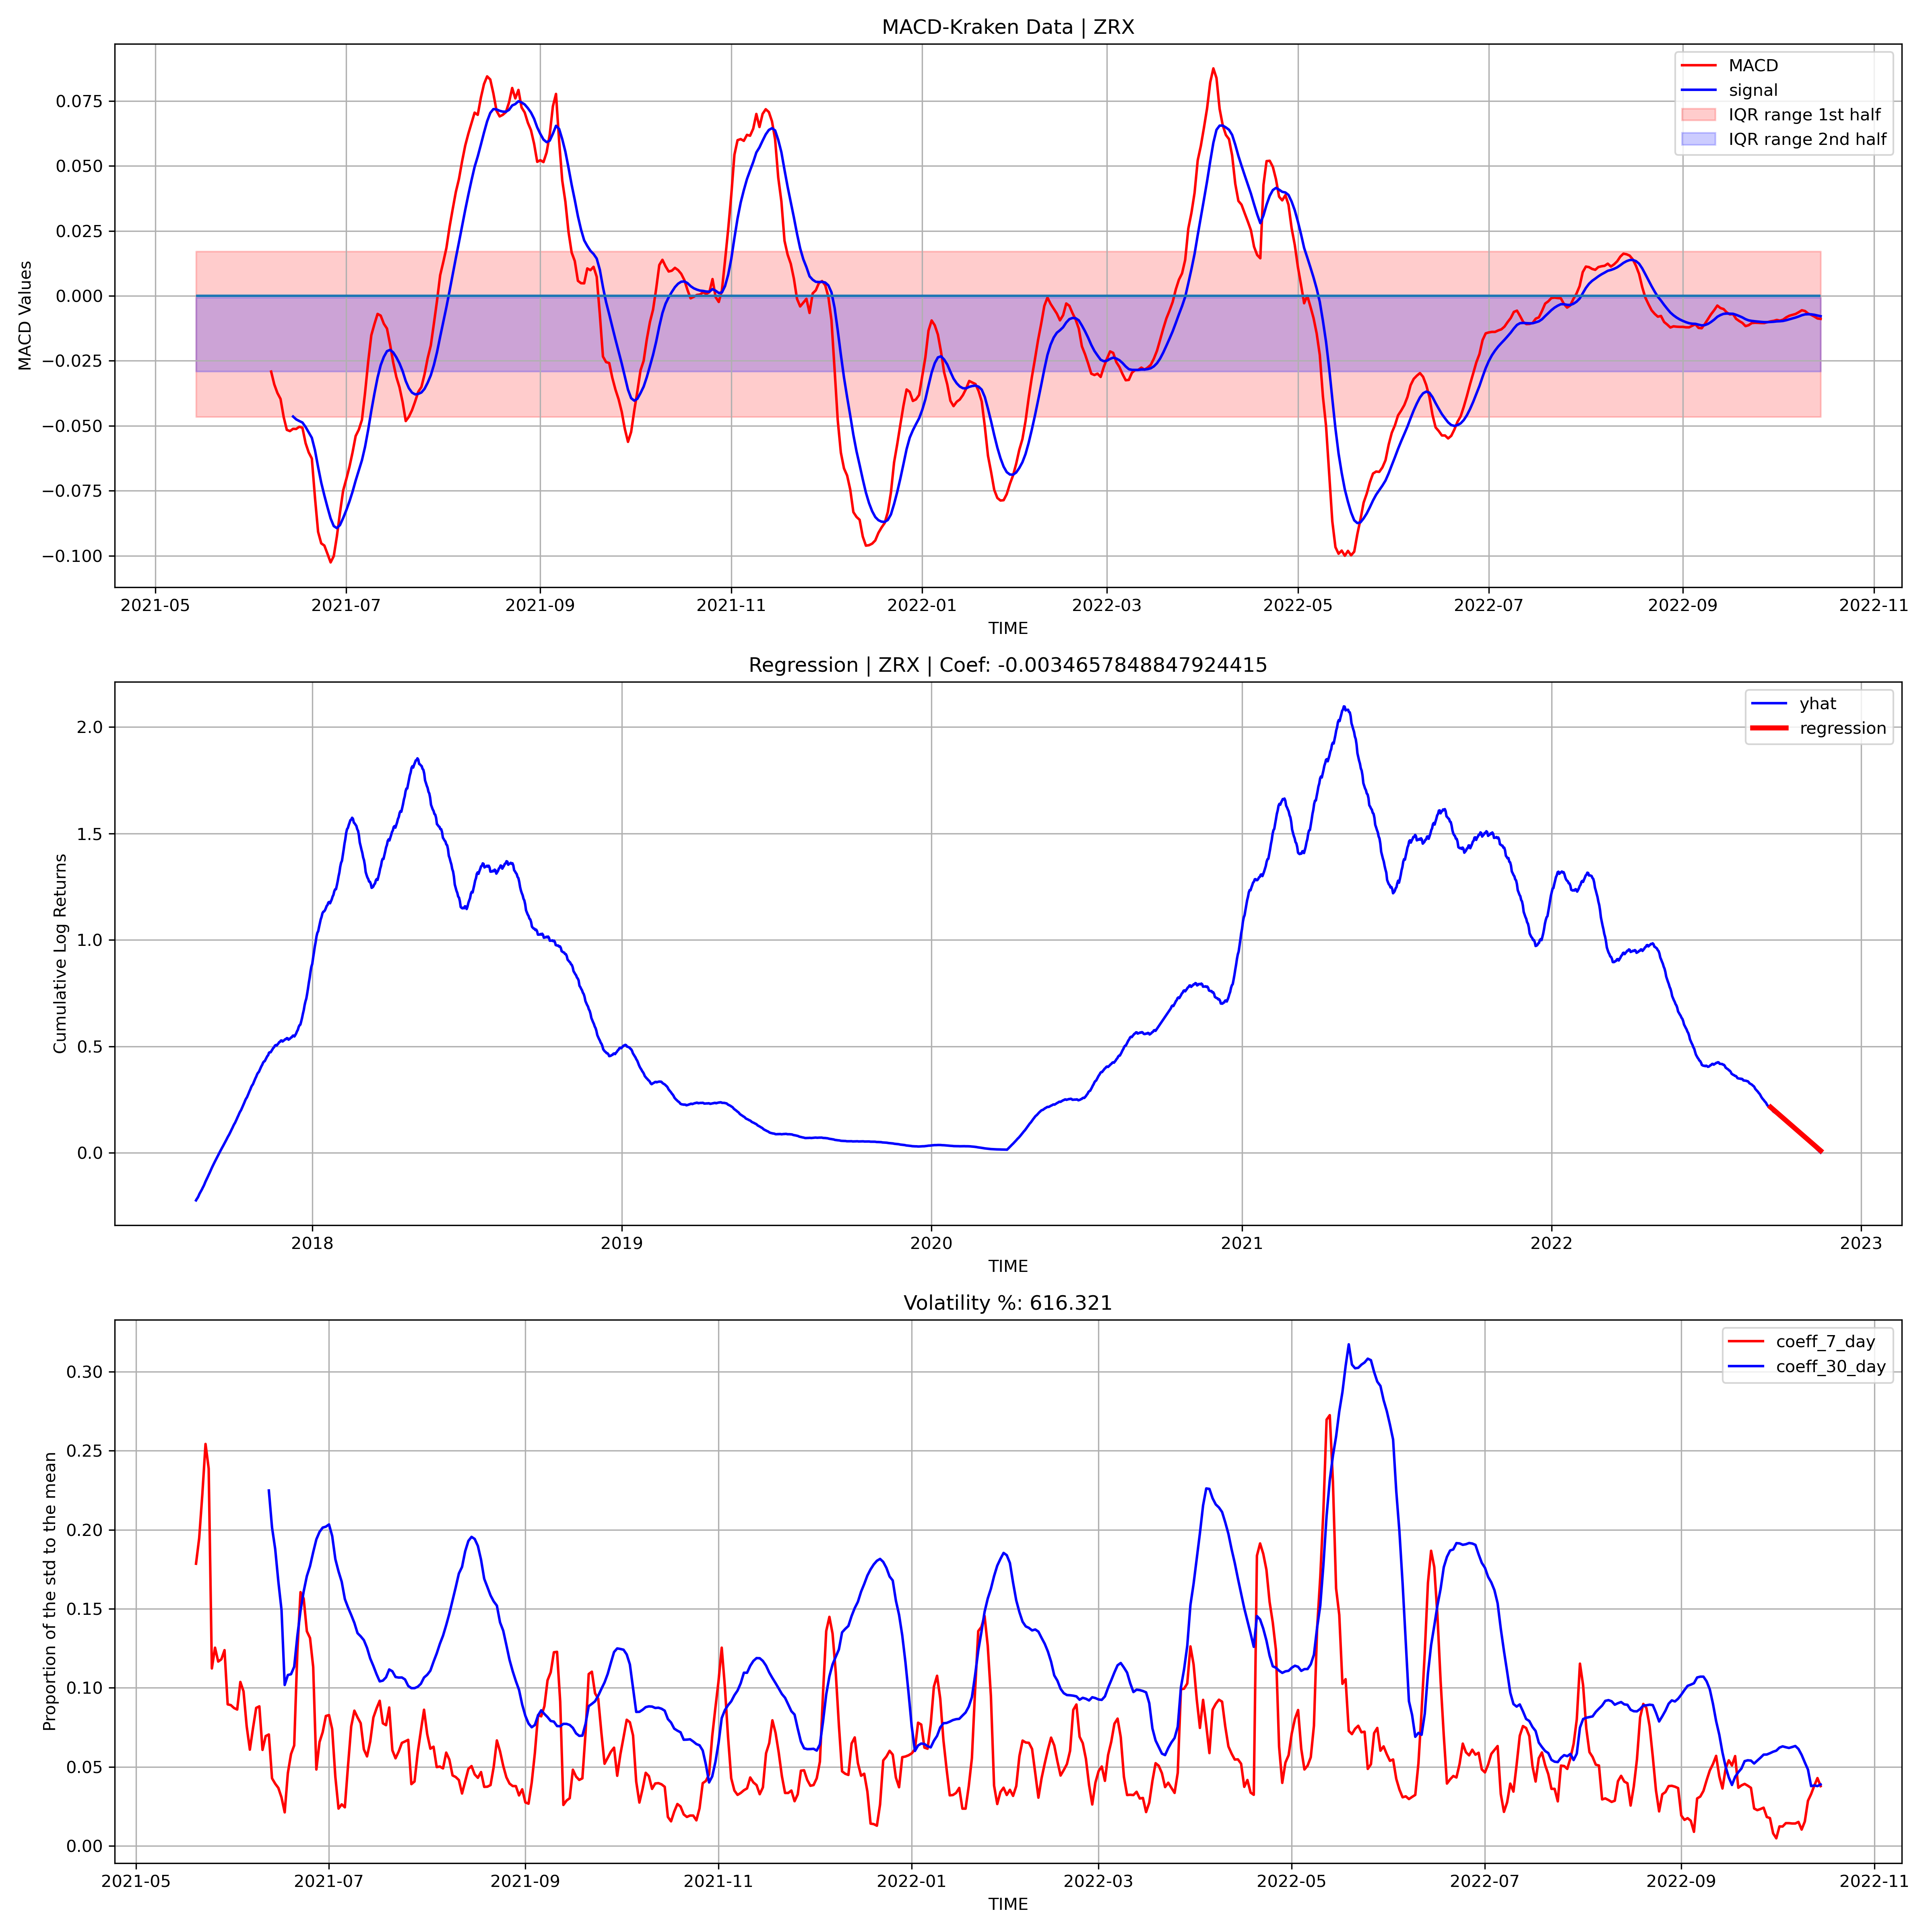 MACD-Kraken Data | ZRX
MACD
signal
IQR range 1st half
IQR range 2nd half
MACD Values
0.075
0.050
0.025
0.000
−0.025
−0.050
−0.075
−0.100
2021-05 2021-07 2021-09 2021-11 2022-01 2022-03 2022-05 2022-07 2022-09 2022-11
TIME
Regression | ZRX | Coef: -0.0034657848847924415
yhat
regression
Cumulative Log Returns
2.0
1.5
1.0
0.5
0.0
2018 2019 2020 2021 2022 2023
TIME
Volatility %: 616.321
coeff_7_day
coeff_30_day
Proportion of the std to the mean
0.30
0.25
0.20
0.15
0.10
0.05
0.00
2021-05 2021-07 2021-09 2021-11 2022-01 2022-03 2022-05 2022-07 2022-09 2022-11
TIME